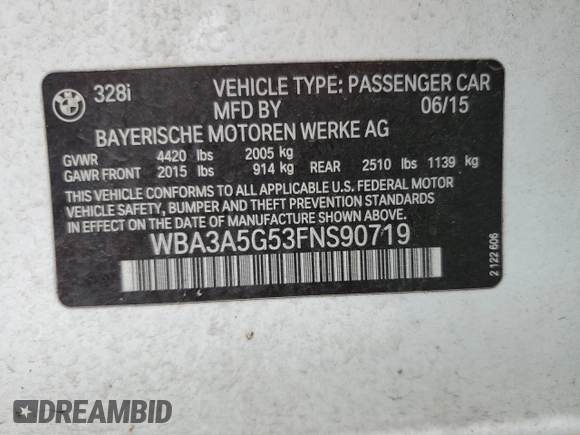 328i VEHICLE TYPE: PASSENGER CAR
MFD BY 06/15
BAYERISCHE MOTOREN WERKE AG
GVWR 4420 lbs 2005 kg
GAWR FRONT 2015 lbs 914 kg REAR 2510 lbs 1139 kg
THIS VEHICLE CONFORMS TO ALL APPLICABLE U.S. FEDERAL MOTOR
VEHICLE SAFETY, BUMPER AND THEFT PREVENTION STANDARDS
IN EFFECT ON THE DATE OF MANUFACTURE SHOWN ABOVE.
WBA3A5G53FNS90719
2 122 606
DREAMBID